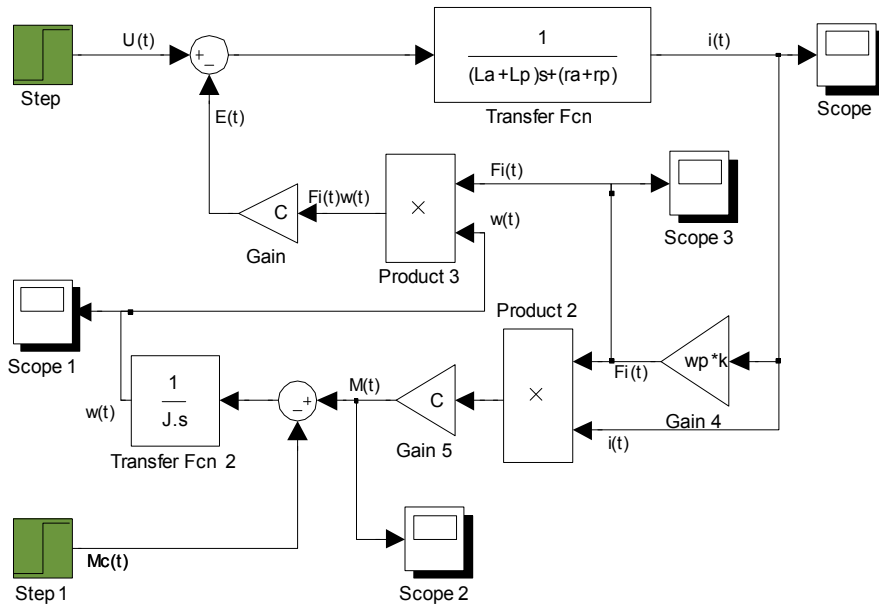 U(t)
+
−
1
(La+Lp)s+(ra+rp)
i(t)
Step
E(t)
Transfer Fcn
Scope
Fi(t)
Fi(t)w(t)
C
×
w(t)
Scope 3
Gain
Product 3
Product 2
Scope 1
wp*k
Fi(t)
1
J.s
M(t)
−
+
C
×
Gain 4
w(t)
i(t)
Gain 5
Transfer Fcn 2
Mc(t)
Step 1
Scope 2